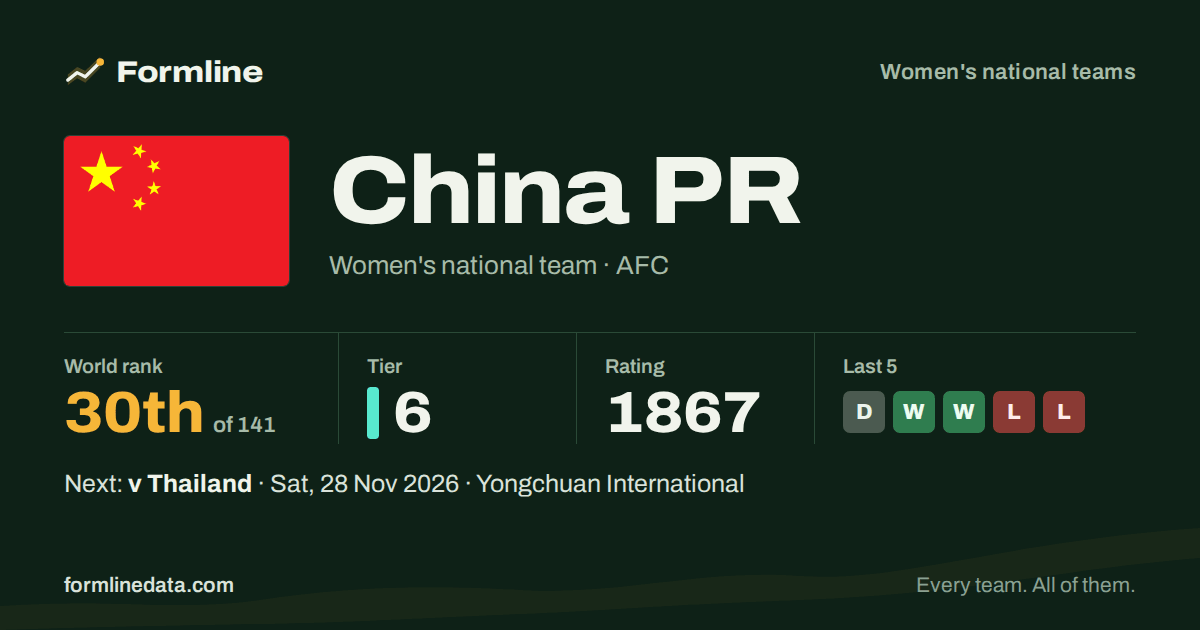 Formline
Women's national teams
China PR
Women's national team · AFC
World rank
30th of 141
Tier
6
Rating
1867
Last 5
D W W L L
Next: v Thailand · Sat, 28 Nov 2026 · Yongchuan International
formlinedata.com
Every team. All of them.